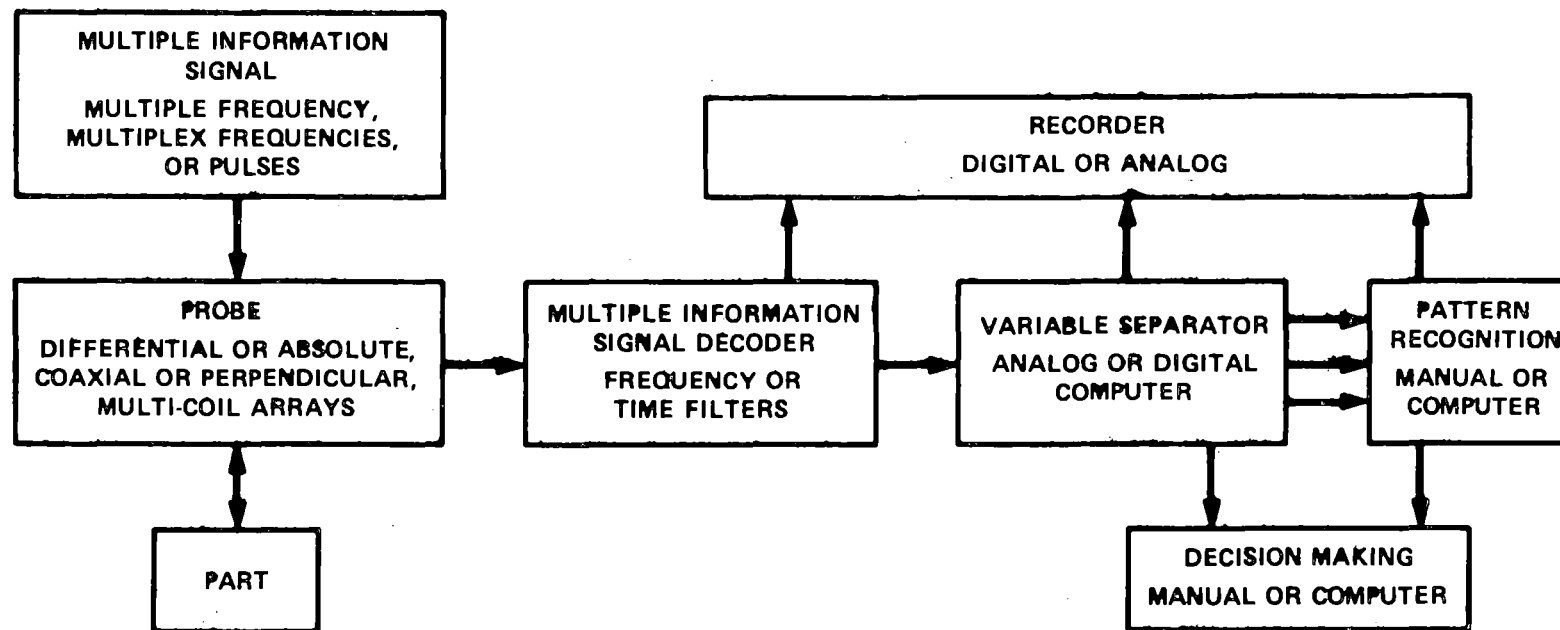 MULTIPLE INFORMATION
SIGNAL
MULTIPLE FREQUENCY,
MULTIPLEX FREQUENCIES,
OR PULSES
RECORDER
DIGITAL OR ANALOG
PROBE
DIFFERENTIAL OR ABSOLUTE,
COAXIAL OR PERPENDICULAR,
MULTI-COIL ARRAYS
MULTIPLE INFORMATION
SIGNAL DECODER
FREQUENCY OR
TIME FILTERS
VARIABLE SEPARATOR
ANALOG OR DIGITAL
COMPUTER
PATTERN
RECOGNITION
MANUAL OR
COMPUTER
PART
DECISION MAKING
MANUAL OR COMPUTER